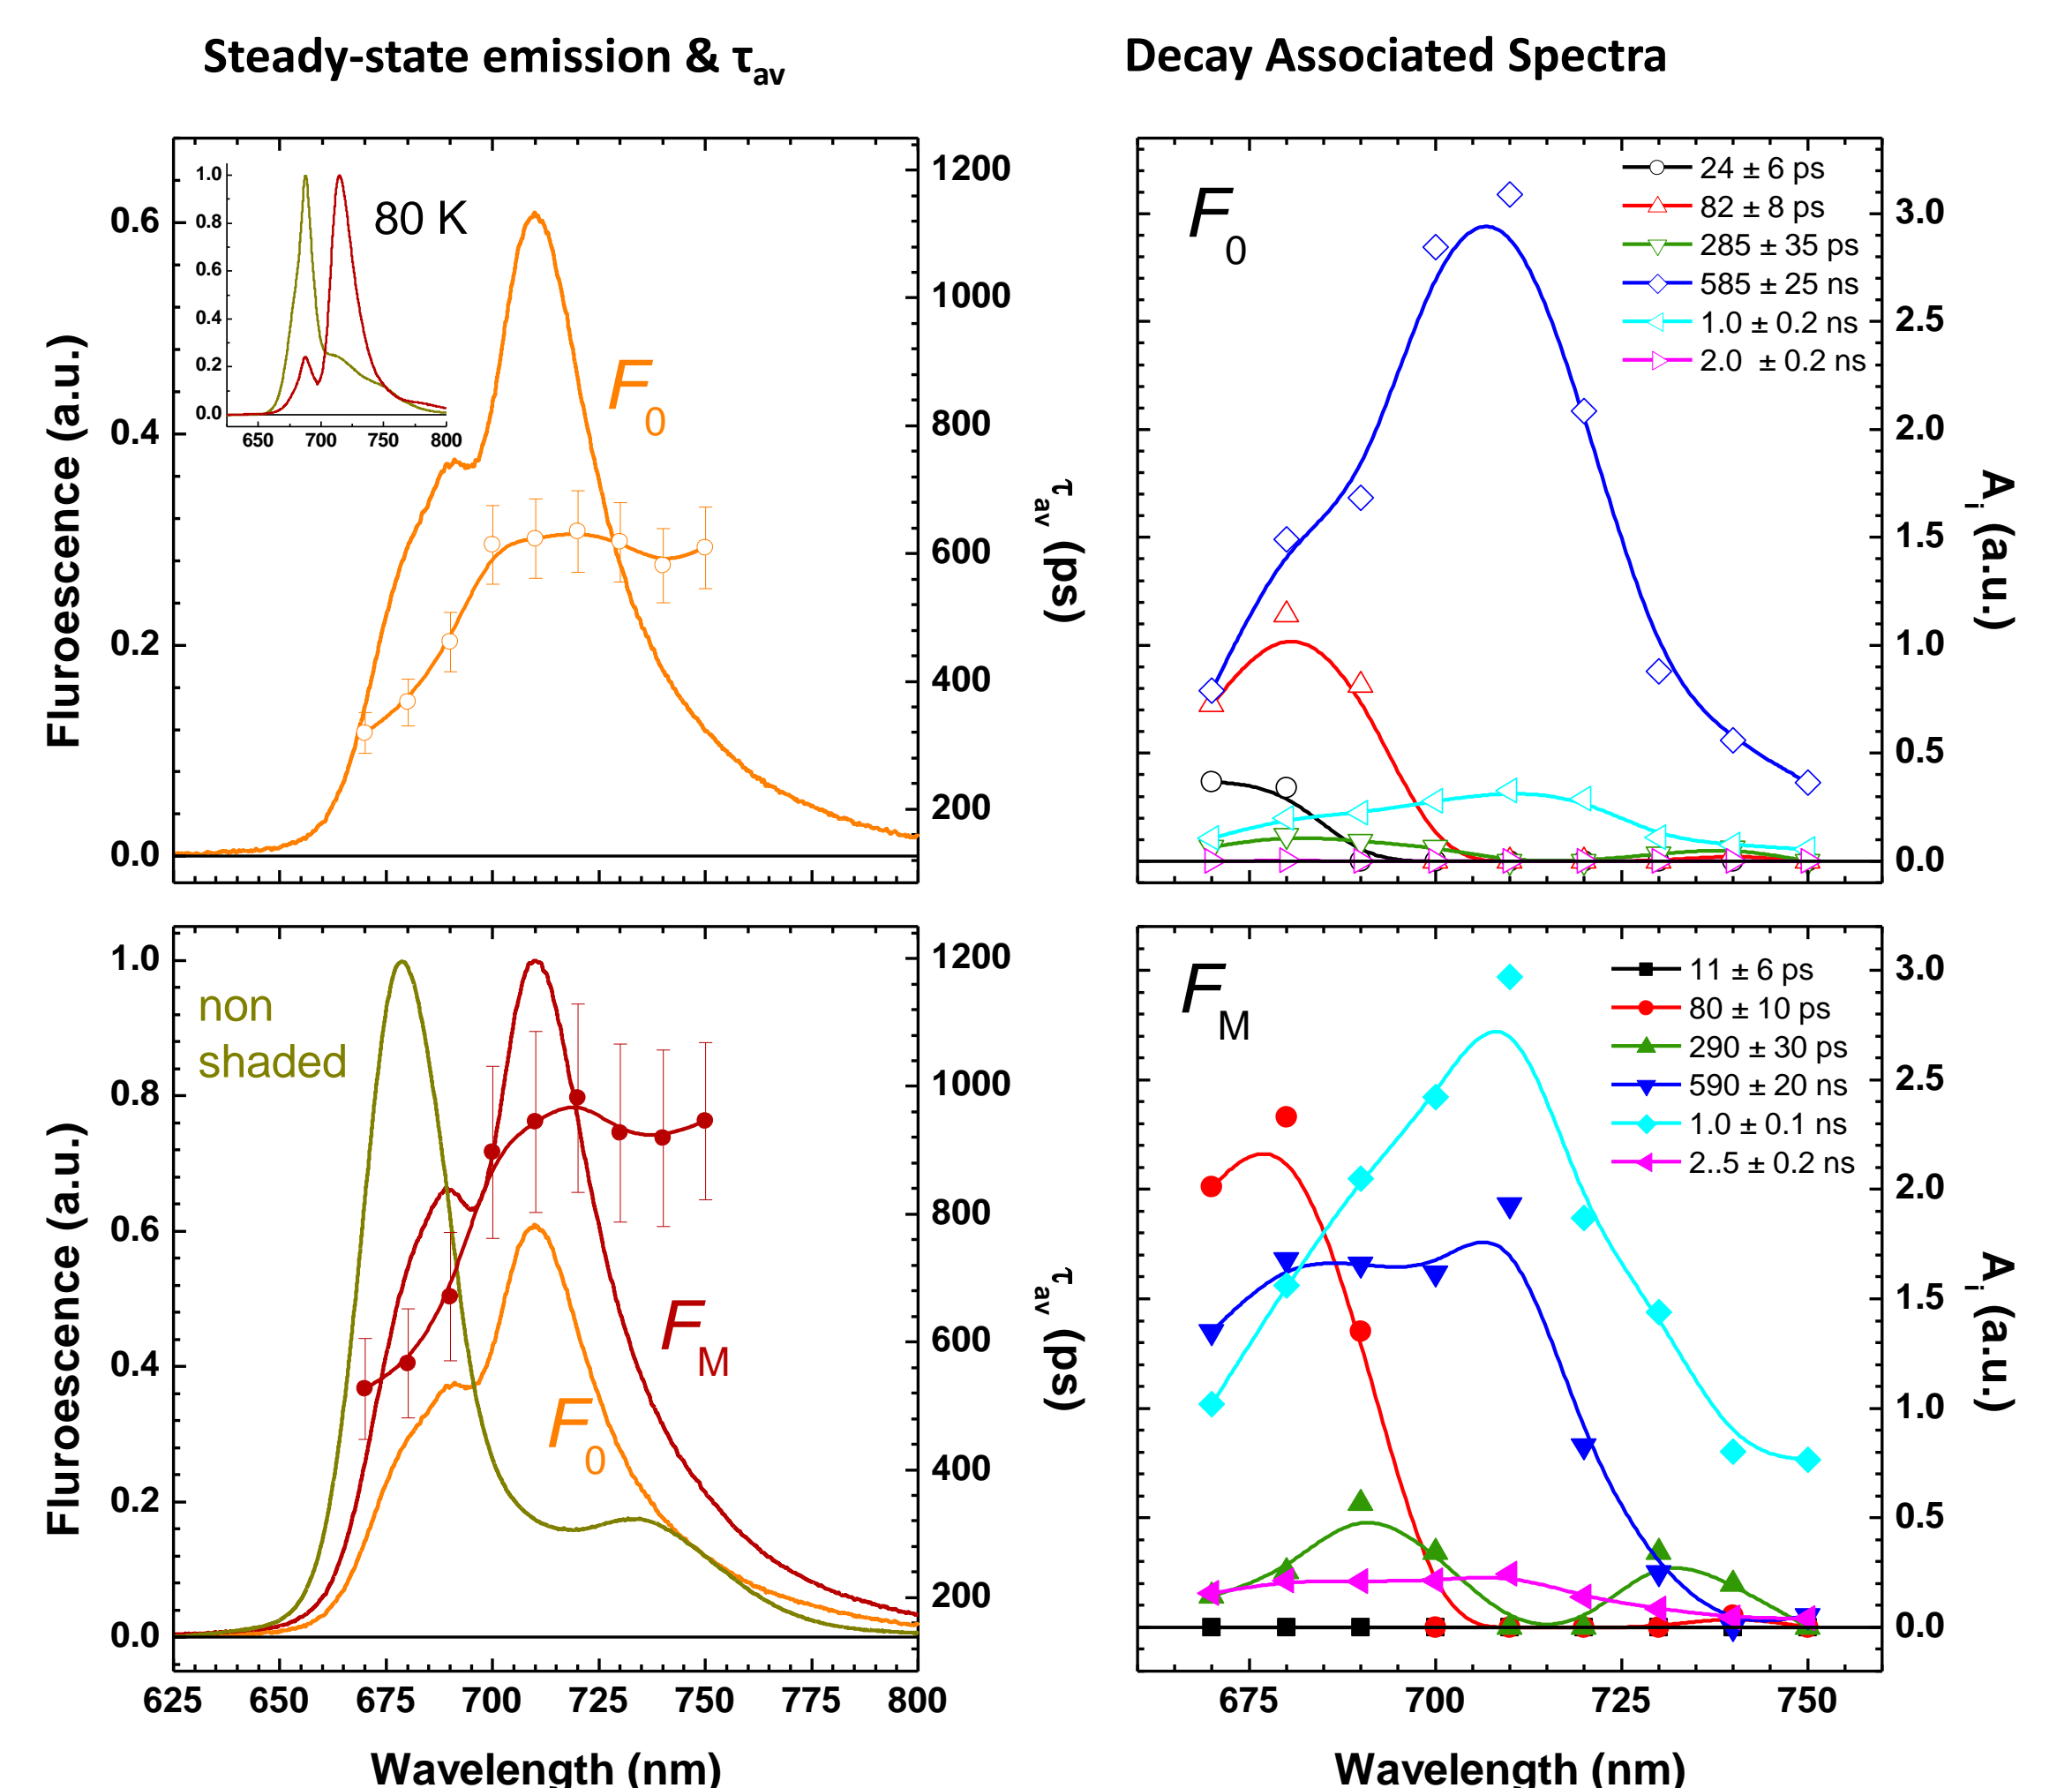 Steady-state emission & τav
Decay Associated Spectra
Fluroescence (a.u.)
0.6
0.4
0.2
0.0
1.0
0.8
0.6
0.4
0.2
0.0
650 700 750 800
80 K
F0
1200
1000
800
600
400
200
τav (ps)
F0
24 ± 6 ps
82 ± 8 ps
285 ± 35 ps
585 ± 25 ns
1.0 ± 0.2 ns
2.0 ± 0.2 ns
3.0
2.5
2.0
1.5
1.0
0.5
0.0
Ai (a.u.)
Fluroescence (a.u.)
1.0
0.8
0.6
0.4
0.2
0.0
non
shaded
FM
F0
1200
1000
800
600
400
200
τav (ps)
625 650 675 700 725 750 775 800
Wavelength (nm)
FM
11 ± 6 ps
80 ± 10 ps
290 ± 30 ps
590 ± 20 ns
1.0 ± 0.1 ns
2..5 ± 0.2 ns
3.0
2.5
2.0
1.5
1.0
0.5
0.0
Ai (a.u.)
675 700 725 750
Wavelength (nm)